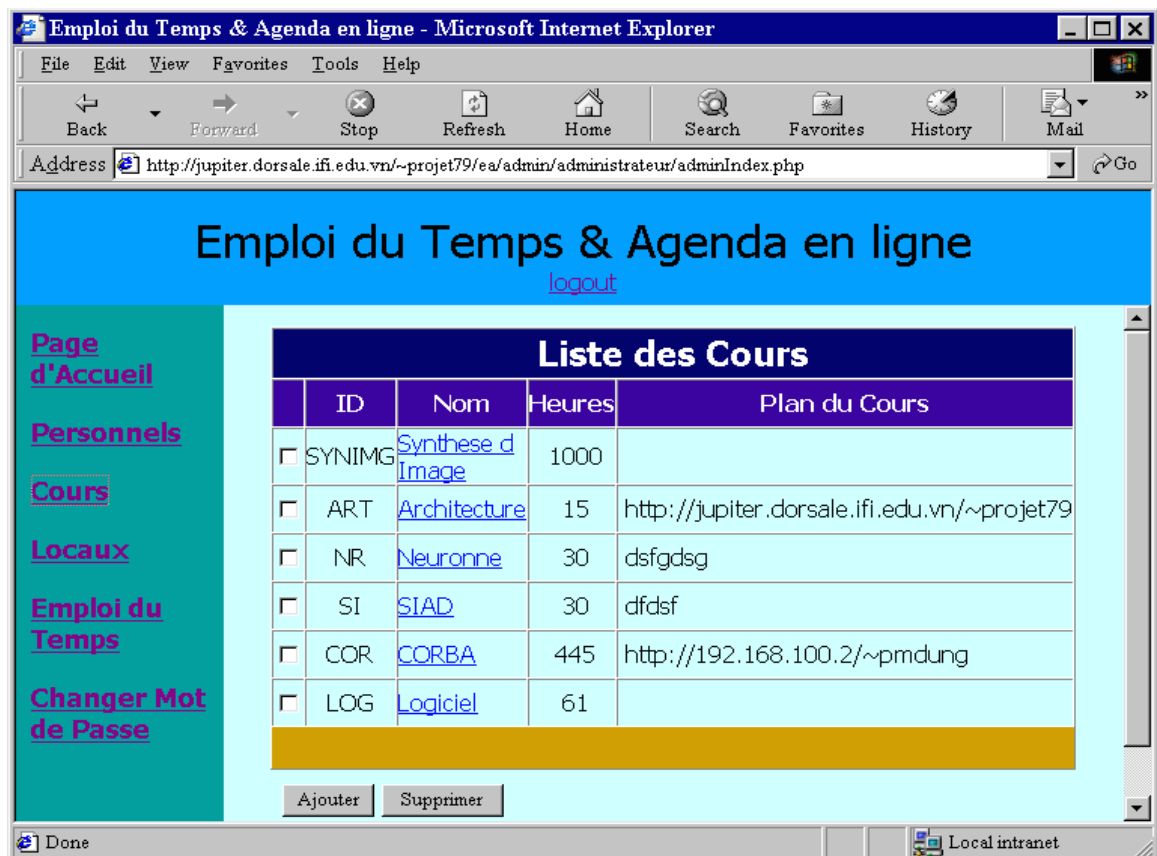 Emploi du Temps & Agenda en ligne - Microsoft Internet Explorer
File Edit View Favorites Tools Help
Back Forward Stop Refresh Home Search Favorites History Mail »
Address http://jupiter.dorsale.ifi.edu.vn/~projet79/ea/admin/administrateur/adminIndex.php Go
Emploi du Temps & Agenda en ligne
logout
Page
d'Accueil
Personnels
Cours
Locaux
Emploi du
Temps
Changer Mot
de Passe
Liste des Cours
ID Nom Heures Plan du Cours
SYNIMG Synthese d
Image 1000
ART Architecture 15 http://jupiter.dorsale.ifi.edu.vn/~projet79
NR Neuronne 30 dsfgdsg
SI SIAD 30 dfdsf
COR CORBA 445 http://192.168.100.2/~pmdung
LOG Logiciel 61
Ajouter Supprimer
Done Local intranet